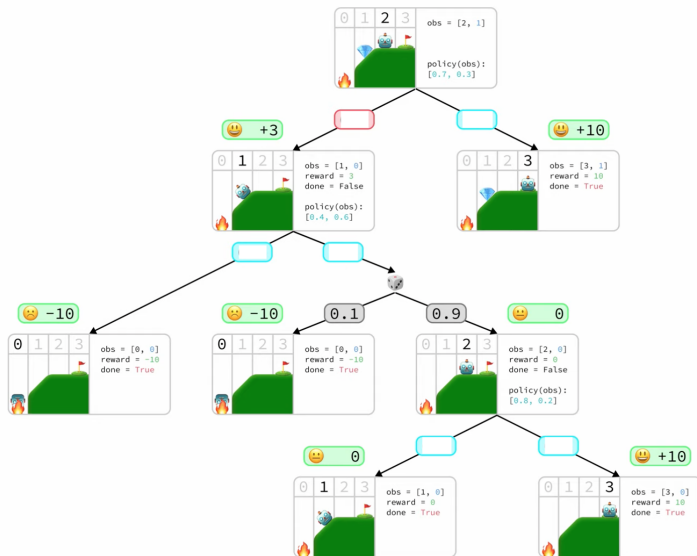 0 1 2 3
obs = [2, 1]
policy(obs):
[0.7, 0.3]
+3
+10
0 1 2 3
obs = [1, 0]
reward = 3
done = False
policy(obs):
[0.4, 0.6]
0 1 2 3
obs = [3, 1]
reward = 10
done = True
-10
-10
0.1
0.9
0
0 1 2 3
obs = [0, 0]
reward = -10
done = True
0 1 2 3
obs = [0, 0]
reward = -10
done = True
0 1 2 3
obs = [2, 0]
reward = 0
done = False
policy(obs):
[0.8, 0.2]
0
+10
0 1 2 3
obs = [1, 0]
reward = 0
done = True
0 1 2 3
obs = [3, 0]
reward = 10
done = True